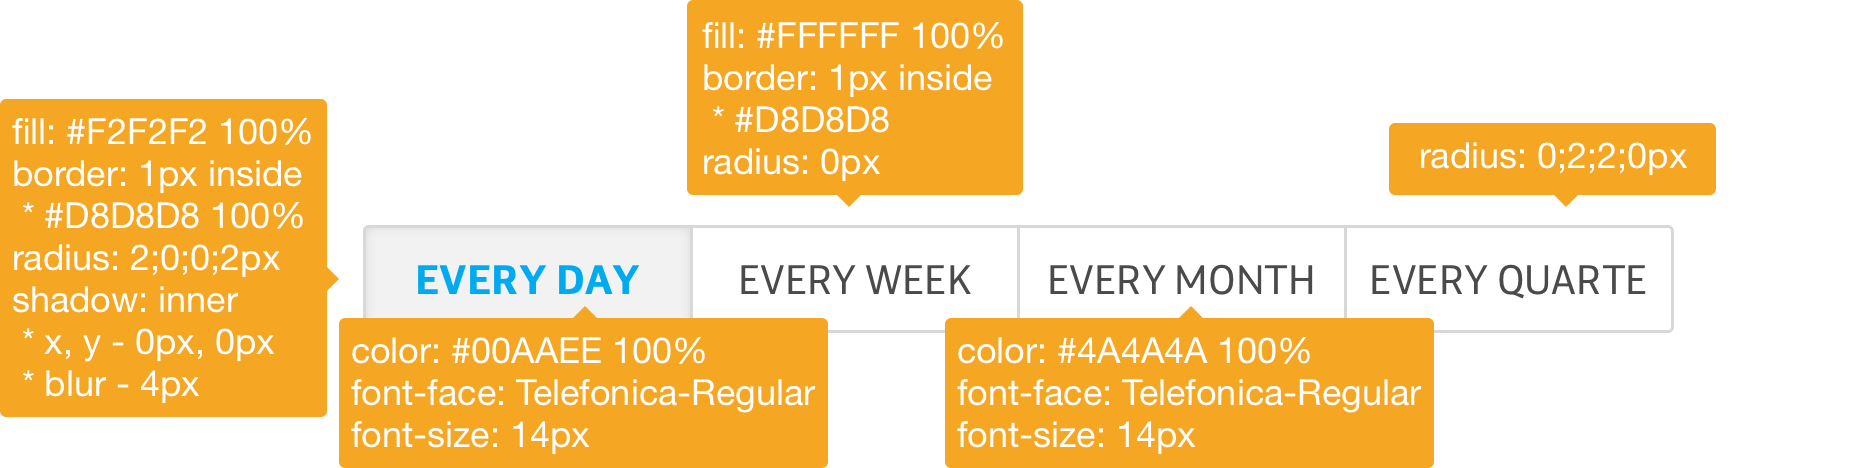 fill: #FFFFFF 100%
border: 1px inside
* #D8D8D8
radius: 0px
fill: #F2F2F2 100%
border: 1px inside
* #D8D8D8 100%
radius: 2;0;0;2px
shadow: inner
* x, y - 0px, 0px
* blur - 4px
radius: 0;2;2;0px
EVERY DAY
EVERY WEEK
EVERY MONTH
EVERY QUARTE
color: #00AAEE 100%
font-face: Telefonica-Regular
font-size: 14px
color: #4A4A4A 100%
font-face: Telefonica-Regular
font-size: 14px